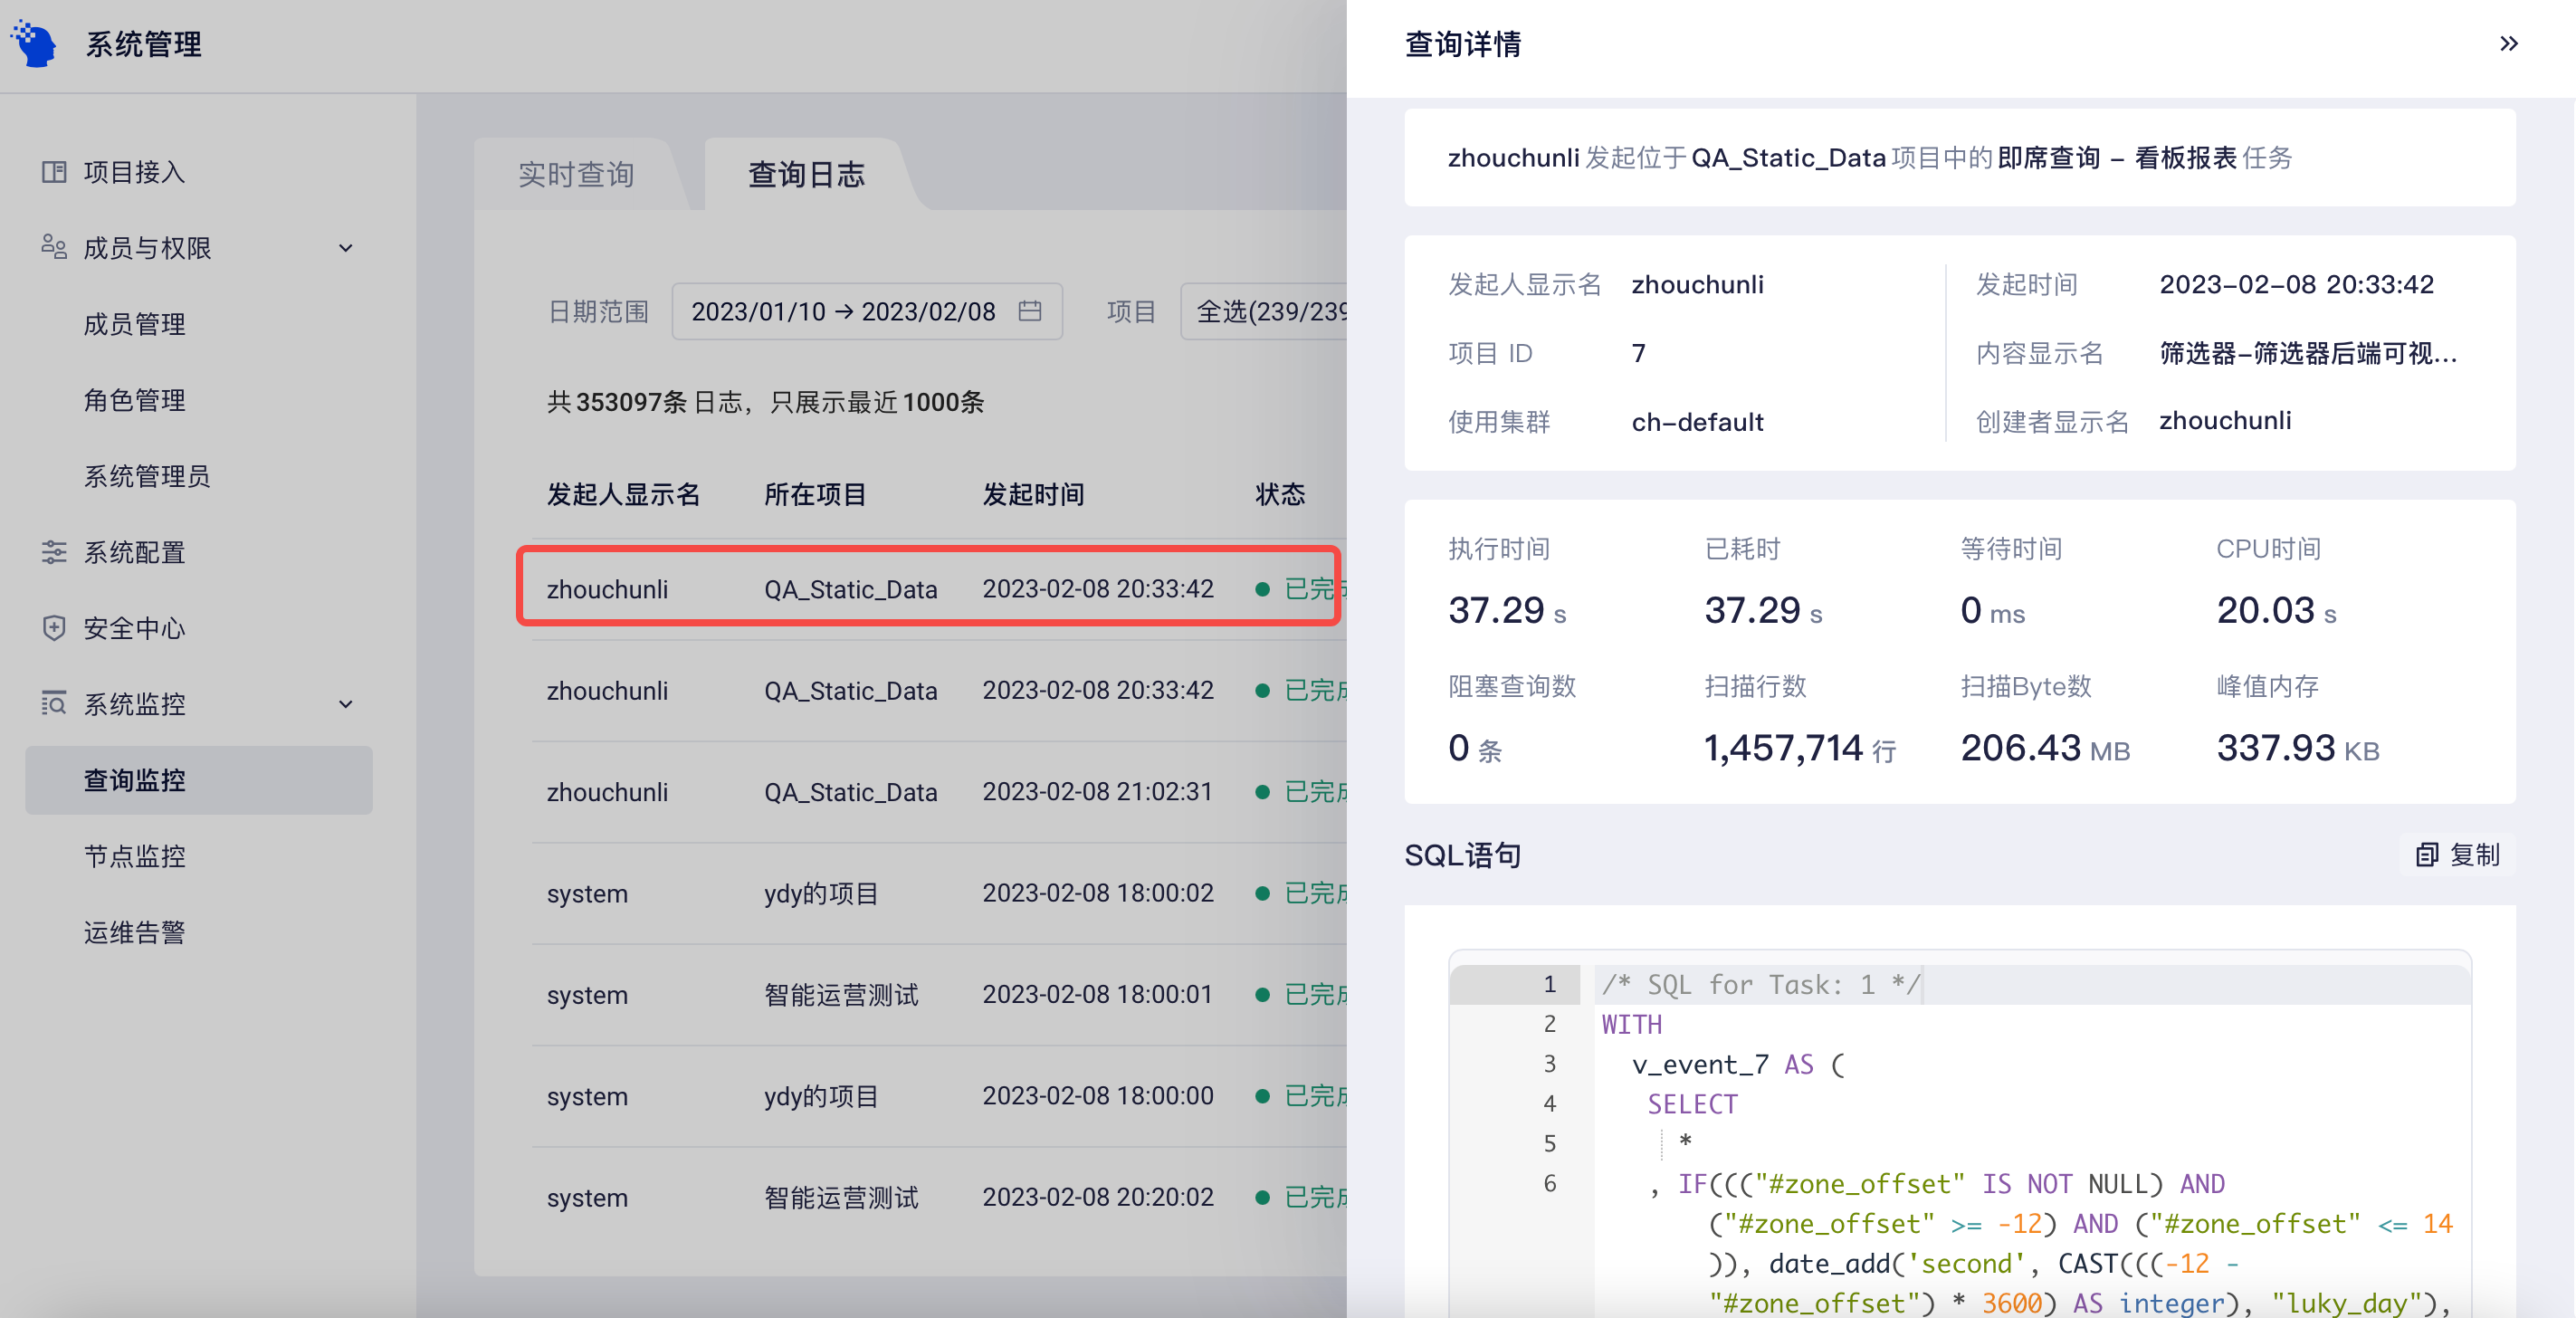 系统管理
项目接入
成员与权限
成员管理
角色管理
系统管理员
系统配置
安全中心
系统监控
查询监控
节点监控
运维告警
实时查询
查询日志
日期范围 2023/01/10 → 2023/02/08 项目 全选(239/239
共 353097条 日志，只展示最近 1000条
发起人显示名 所在项目 发起时间 状态
zhouchunli QA_Static_Data 2023-02-08 20:33:42 已完成
zhouchunli QA_Static_Data 2023-02-08 20:33:42 已完成
zhouchunli QA_Static_Data 2023-02-08 21:02:31 已完成
system ydy的项目 2023-02-08 18:00:02 已完成
system 智能运营测试 2023-02-08 18:00:01 已完成
system ydy的项目 2023-02-08 18:00:00 已完成
system 智能运营测试 2023-02-08 20:20:02 已完成
查询详情
zhouchunli 发起位于 QA_Static_Data 项目中的 即席查询 – 看板报表 任务
发起人显示名 zhouchunli
项目 ID 7
使用集群 ch-default
发起时间 2023-02-08 20:33:42
内容显示名 筛选器-筛选器后端可视...
创建者显示名 zhouchunli
执行时间 已耗时 等待时间 CPU时间
37.29 s 37.29 s 0 ms 20.03 s
阻塞查询数 扫描行数 扫描Byte数 峰值内存
0 条 1,457,714 行 206.43 MB 337.93 KB
SQL语句
复制
1 /* SQL for Task: 1 */
2 WITH
3 v_event_7 AS (
4 SELECT
5 *
6 , IF((("#zone_offset" IS NOT NULL) AND
("#zone_offset" >= -12) AND ("#zone_offset" <= 14
)), date_add('second', CAST(((-12 -
"#zone_offset") * 3600) AS integer), "luky_day"),